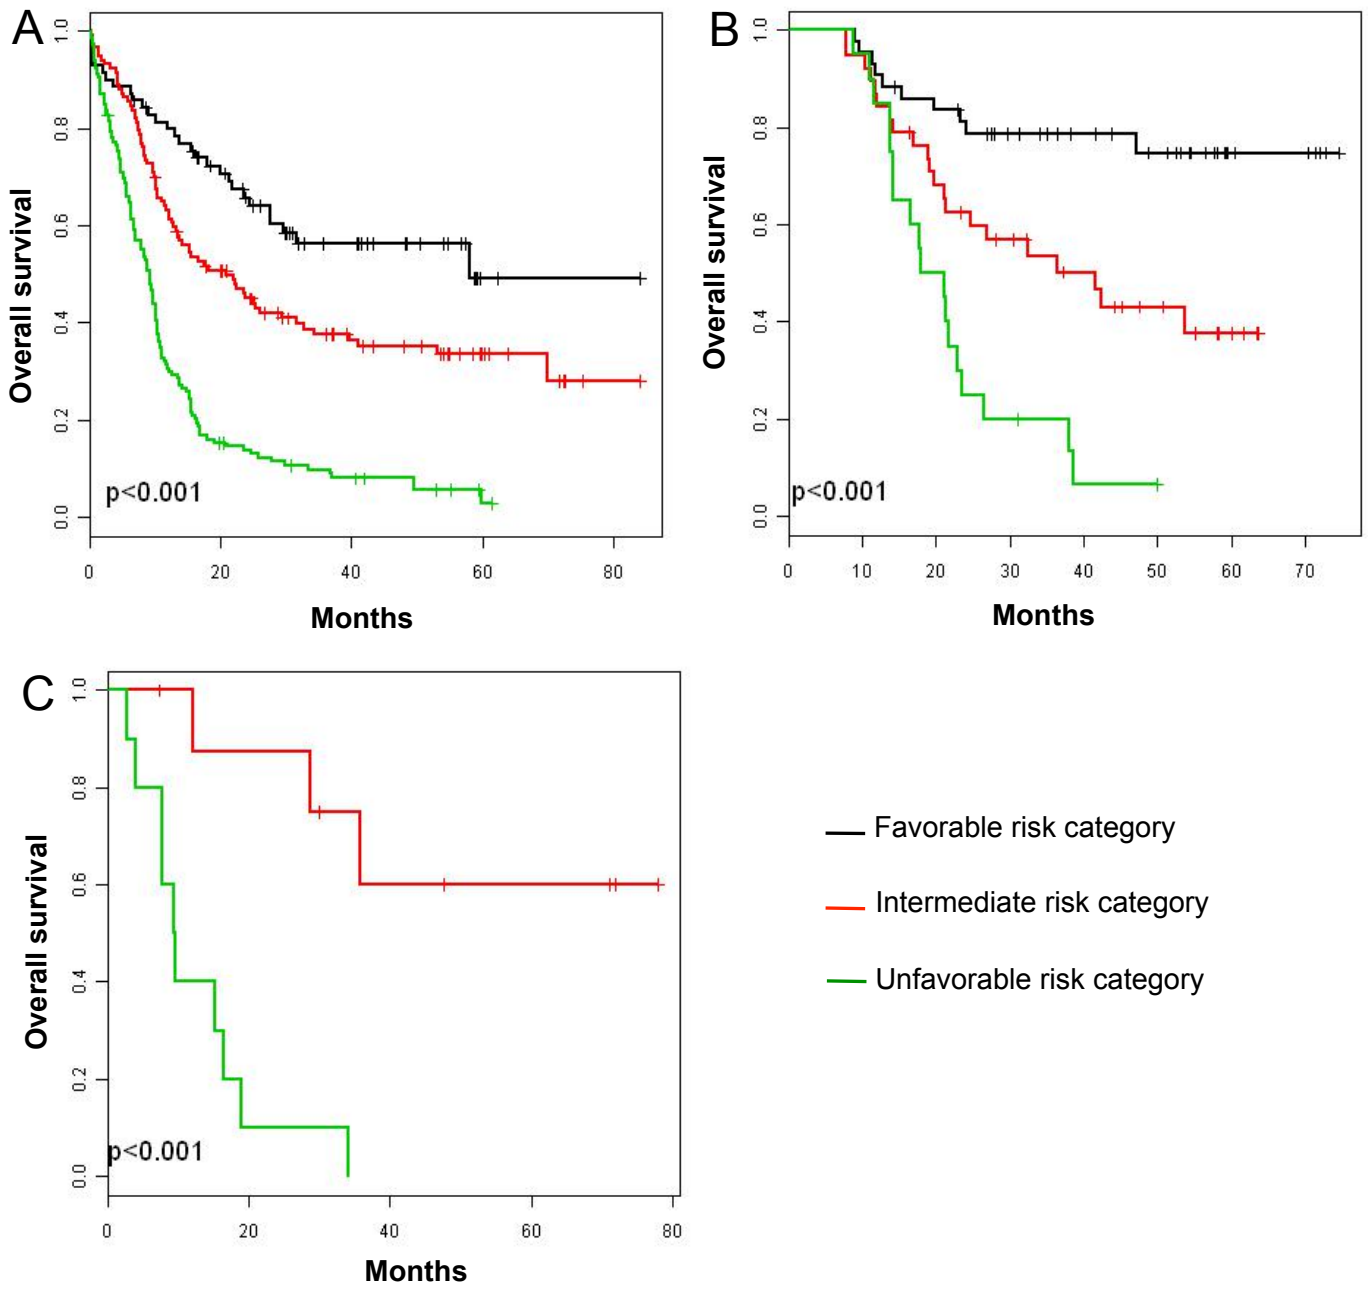 A
Overall survival
1.0
0.8
0.6
0.4
0.2
0.0
p<0.001
0 20 40 60 80
Months
B
Overall survival
1.0
0.8
0.6
0.4
0.2
0.0
p<0.001
0 10 20 30 40 50 60 70
Months
C
Overall survival
1.0
0.8
0.6
0.4
0.2
0.0
p<0.001
0 20 40 60 80
Months
Favorable risk category
Intermediate risk category
Unfavorable risk category